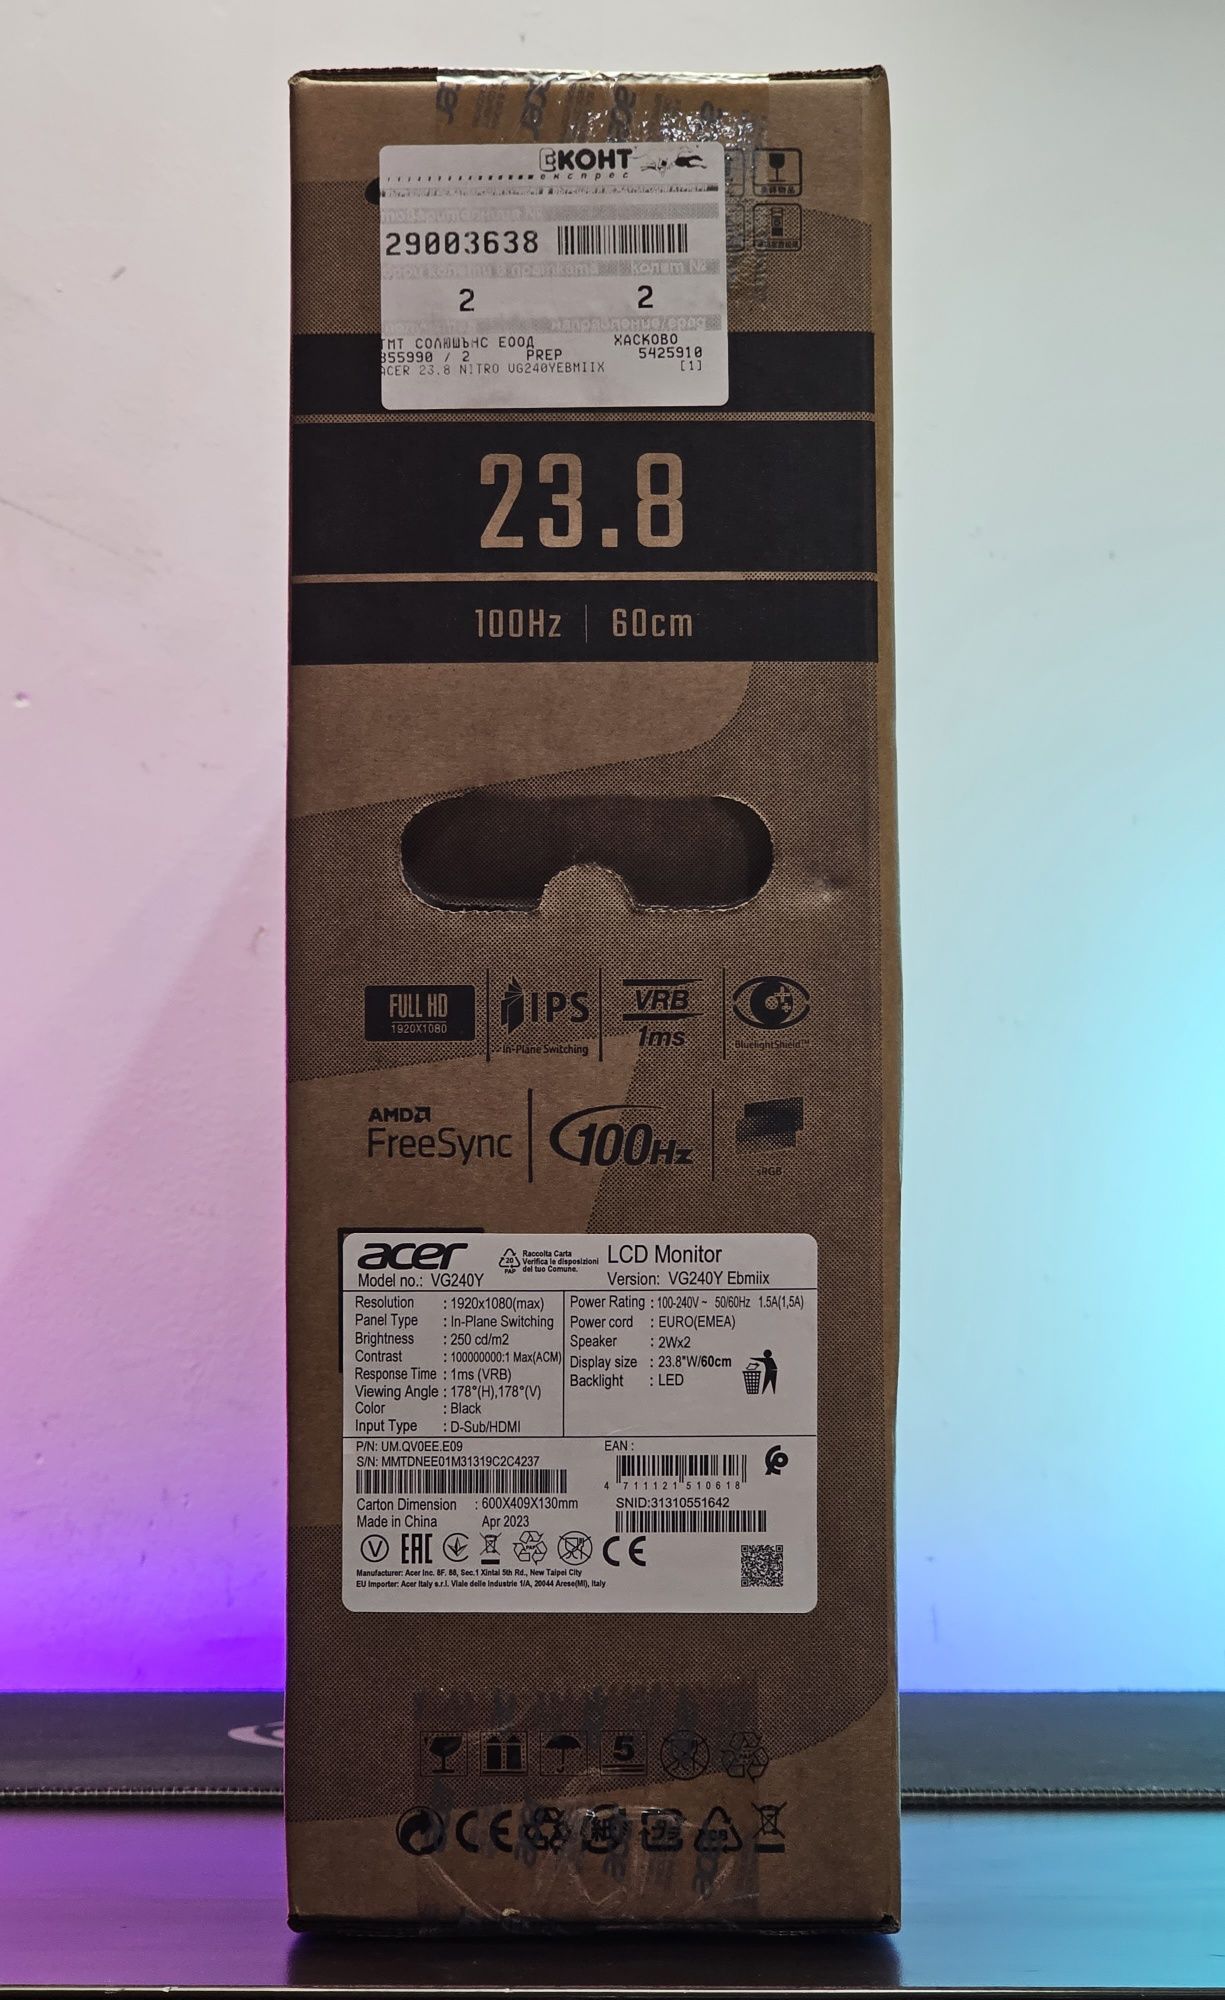 ЕКОНТ
експрес
29003638
2 2
ТМТ СОЛЮШЪНС ЕООД ХАСКОВО
855990 / 2 PREP 5425910
ACER 23.8 NITRO VG240YEBMIIX [1]
23.8
100Hz | 60cm
FULL HD
1920X1080
IPS
In-Plane Switching
VRB
1ms
BluelightShield™
AMD
FreeSync
100Hz
sRGB
acer
Raccolta Carta
Verifica le disposizioni
del tuo Comune.
20
PAP
LCD Monitor
Model no.: VG240Y
Version: VG240Y Ebmiix
Resolution : 1920x1080(max)
Panel Type : In-Plane Switching
Brightness : 250 cd/m2
Contrast : 100000000:1 Max(ACM)
Response Time : 1ms (VRB)
Viewing Angle : 178°(H),178°(V)
Color : Black
Input Type : D-Sub/HDMI
Power Rating : 100-240V ~ 50/60Hz 1.5A(1,5A)
Power cord : EURO(EMEA)
Speaker : 2Wx2
Display size : 23.8"W/60cm
Backlight : LED
P/N: UM.QV0EE.E09
S/N: MMTDNEE01M31319C2C4237
EAN :
4 711121 510618
Carton Dimension : 600X409X130mm
SNID:31310551642
Made in China Apr 2023
EAC
CE
Manufacturer: Acer Inc. 8F. 88, Sec.1 Xintai 5th Rd., New Taipei City
EU Importer: Acer Italy s.r.l. Viale delle Industrie 1/A, 20044 Arese(MI), Italy
5
CE
紙